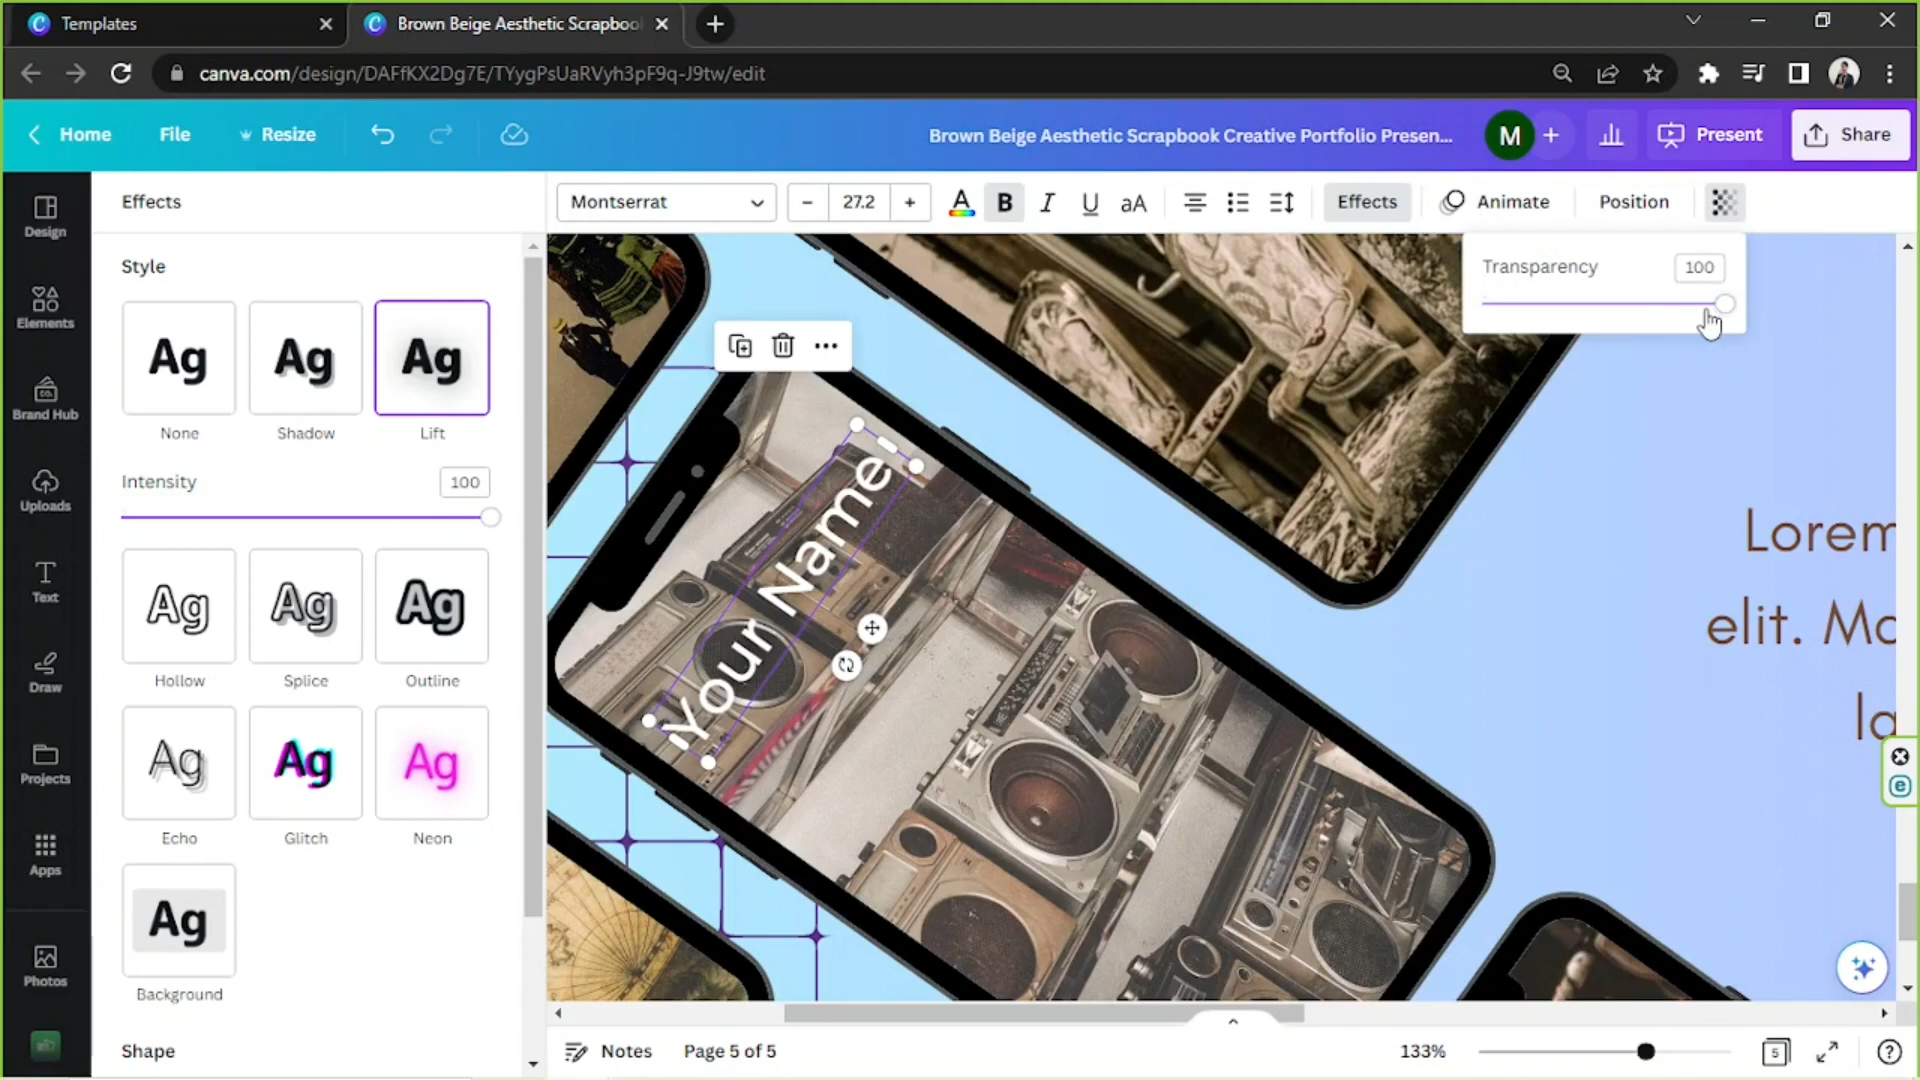 Templates
Brown Beige Aesthetic Scrapboo
canva.com/design/DAFfKX2Dg7E/TYygPsUaRVyh3pF9q-J9tw/edit
Home
File
Resize
Brown Beige Aesthetic Scrapbook Creative Portfolio Presen...
M
Present
Share
Design
Elements
Brand Hub
Uploads
Text
Draw
Projects
Apps
Photos
Effects
Style
Ag
Ag
Ag
None
Shadow
Lift
Intensity
100
Ag
Ag
Ag
Hollow
Splice
Outline
Ag
Ag
Ag
Echo
Glitch
Neon
Ag
Background
Shape
Montserrat
27.2
A
B
I
U
aA
Effects
Animate
Position
Transparency
100
-Your Name-
Lorem
elit. Ma
la
Notes
Page 5 of 5
133%
5